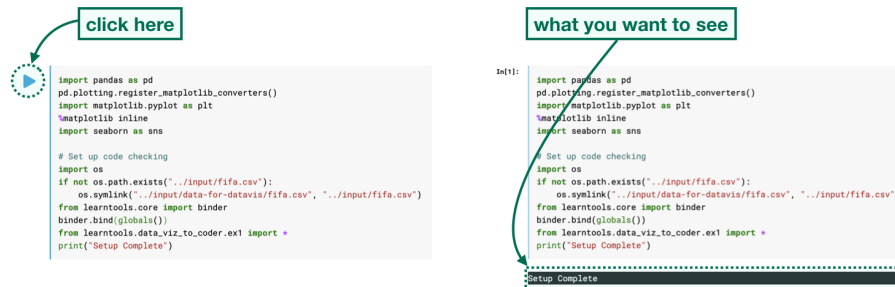 click here
import pandas as pd
pd.plotting.register_matplotlib_converters()
import matplotlib.pyplot as plt
%matplotlib inline
import seaborn as sns
# Set up code checking
import os
if not os.path.exists("../input/fifa.csv"):
    os.symlink("../input/data-for-datavis/fifa.csv", "../input/fifa.csv")
from learntools.core import binder
binder.bind(globals())
from learntools.data_viz_to_coder.ex1 import *
print("Setup Complete")
what you want to see
In[1]:
import pandas as pd
pd.plotting.register_matplotlib_converters()
import matplotlib.pyplot as plt
%matplotlib inline
import seaborn as sns
# Set up code checking
import os
if not os.path.exists("../input/fifa.csv"):
    os.symlink("../input/data-for-datavis/fifa.csv", "../input/fifa.csv"
from learntools.core import binder
binder.bind(globals())
from learntools.data_viz_to_coder.ex1 import *
print("Setup Complete")
Setup Complete